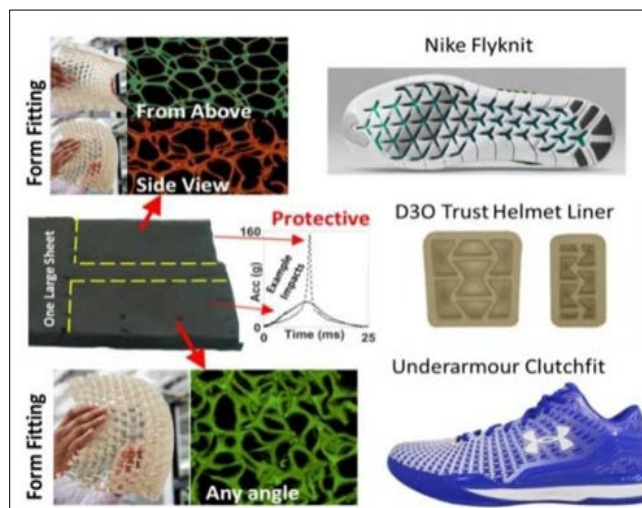 Form Fitting
From Above
Side View
Nike Flyknit
One Large Sheet
Protective
160
Acc (g)
0
Example
Impacts
Time (ms)
25
D3O Trust Helmet Liner
Form Fitting
Any angle
Underarmour Clutchfit